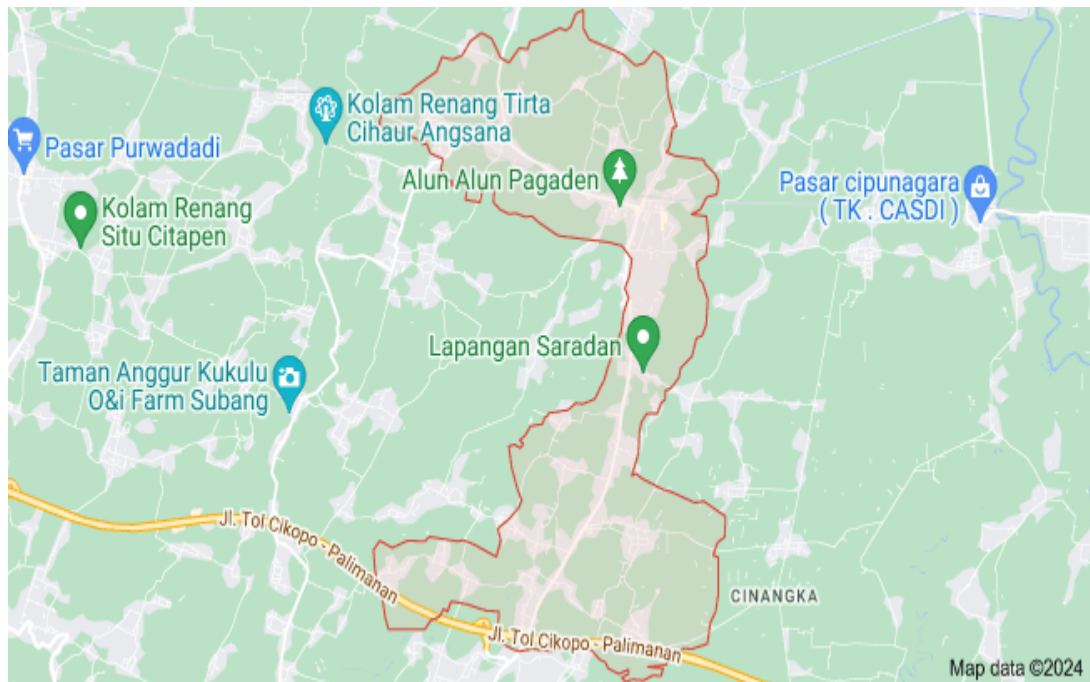 Kolam Renang Tirta
Cihaur Angsana
Pasar Purwadadi
Alun Alun Pagaden
Pasar cipunagara
( TK . CASDI )
Kolam Renang
Situ Citapen
Lapangan Saradan
Taman Anggur Kukulu
O&i Farm Subang
Jl. Tol Cikopo - Palimanan
CINANGKA
Jl. Tol Cikopo - Palimanan
Map data ©2024